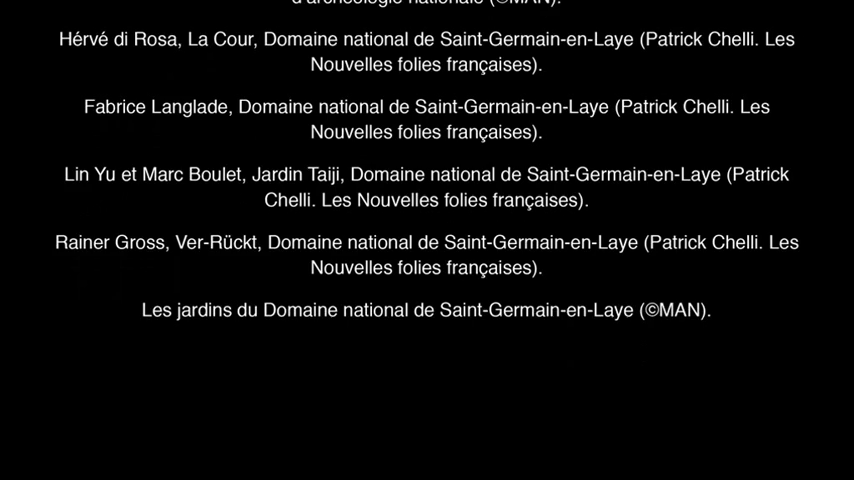 d'archéologie nationale (©MAN).
Hérvé di Rosa, La Cour, Domaine national de Saint-Germain-en-Laye (Patrick Chelli. Les
Nouvelles folies françaises).
Fabrice Langlade, Domaine national de Saint-Germain-en-Laye (Patrick Chelli. Les
Nouvelles folies françaises).
Lin Yu et Marc Boulet, Jardin Taiji, Domaine national de Saint-Germain-en-Laye (Patrick
Chelli. Les Nouvelles folies françaises).
Rainer Gross, Ver-Rückt, Domaine national de Saint-Germain-en-Laye (Patrick Chelli. Les
Nouvelles folies françaises).
Les jardins du Domaine national de Saint-Germain-en-Laye (©MAN).